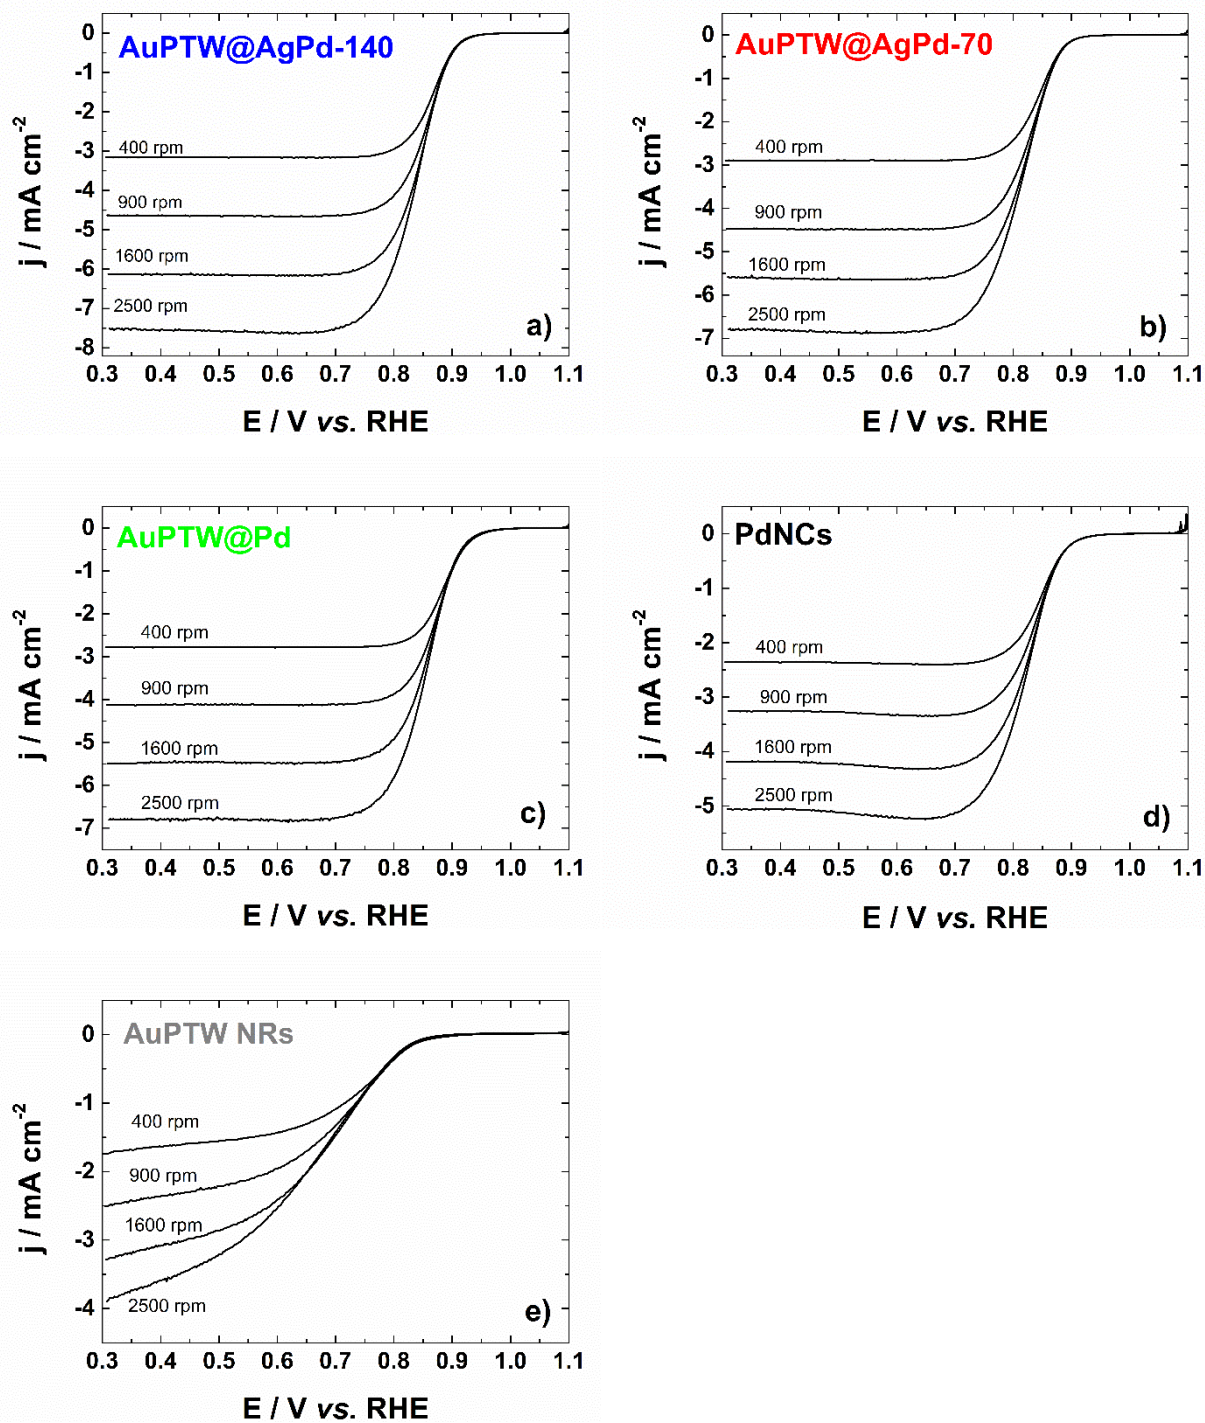 AuPTW@AgPd-140
0
-1
-2
-3
-4
-5
-6
-7
-8
j / mA cm-2
400 rpm
900 rpm
1600 rpm
2500 rpm
a)
0.3 0.4 0.5 0.6 0.7 0.8 0.9 1.0 1.1
E / V vs. RHE
AuPTW@AgPd-70
0
-1
-2
-3
-4
-5
-6
-7
j / mA cm-2
400 rpm
900 rpm
1600 rpm
2500 rpm
b)
0.3 0.4 0.5 0.6 0.7 0.8 0.9 1.0 1.1
E / V vs. RHE
AuPTW@Pd
0
-1
-2
-3
-4
-5
-6
-7
j / mA cm-2
400 rpm
900 rpm
1600 rpm
2500 rpm
c)
0.3 0.4 0.5 0.6 0.7 0.8 0.9 1.0 1.1
E / V vs. RHE
PdNCs
0
-1
-2
-3
-4
-5
j / mA cm-2
400 rpm
900 rpm
1600 rpm
2500 rpm
d)
0.3 0.4 0.5 0.6 0.7 0.8 0.9 1.0 1.1
E / V vs. RHE
AuPTW NRs
0
-1
-2
-3
-4
j / mA cm-2
400 rpm
900 rpm
1600 rpm
2500 rpm
e)
0.3 0.4 0.5 0.6 0.7 0.8 0.9 1.0 1.1
E / V vs. RHE